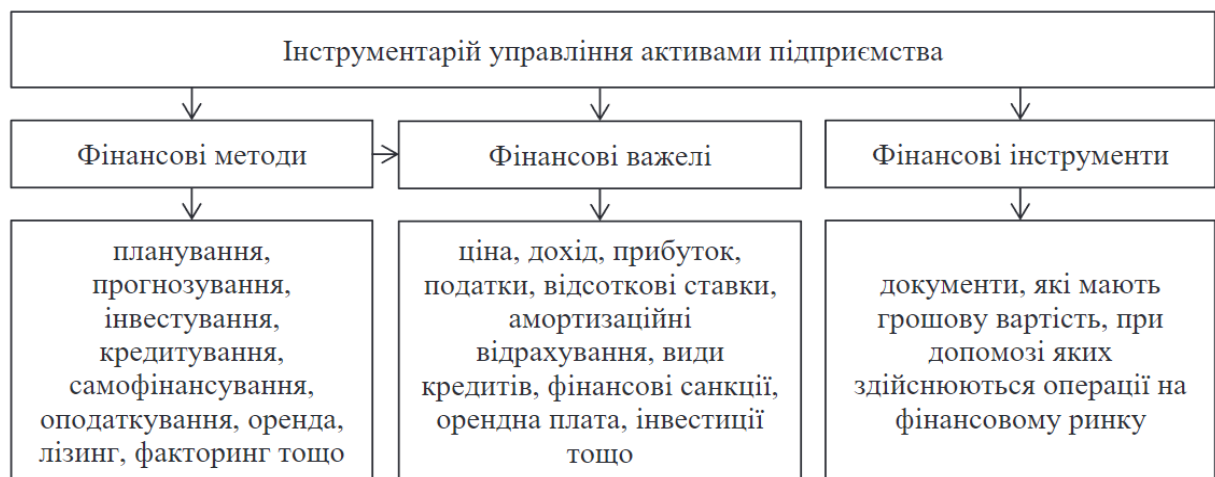 Інструментарій управління активами підприємства
Фінансові методи
Фінансові важелі
Фінансові інструменти
планування,
прогнозування,
інвестування,
кредитування,
самофінансування,
оподаткування, оренда,
лізинг, факторинг тощо
ціна, дохід, прибуток,
податки, відсоткові ставки,
амортизаційні
відрахування, види
кредитів, фінансові санкції,
орендна плата, інвестиції
тощо
документи, які мають
грошову вартість, при
допомозі яких
здійснюються операції на
фінансовому ринку